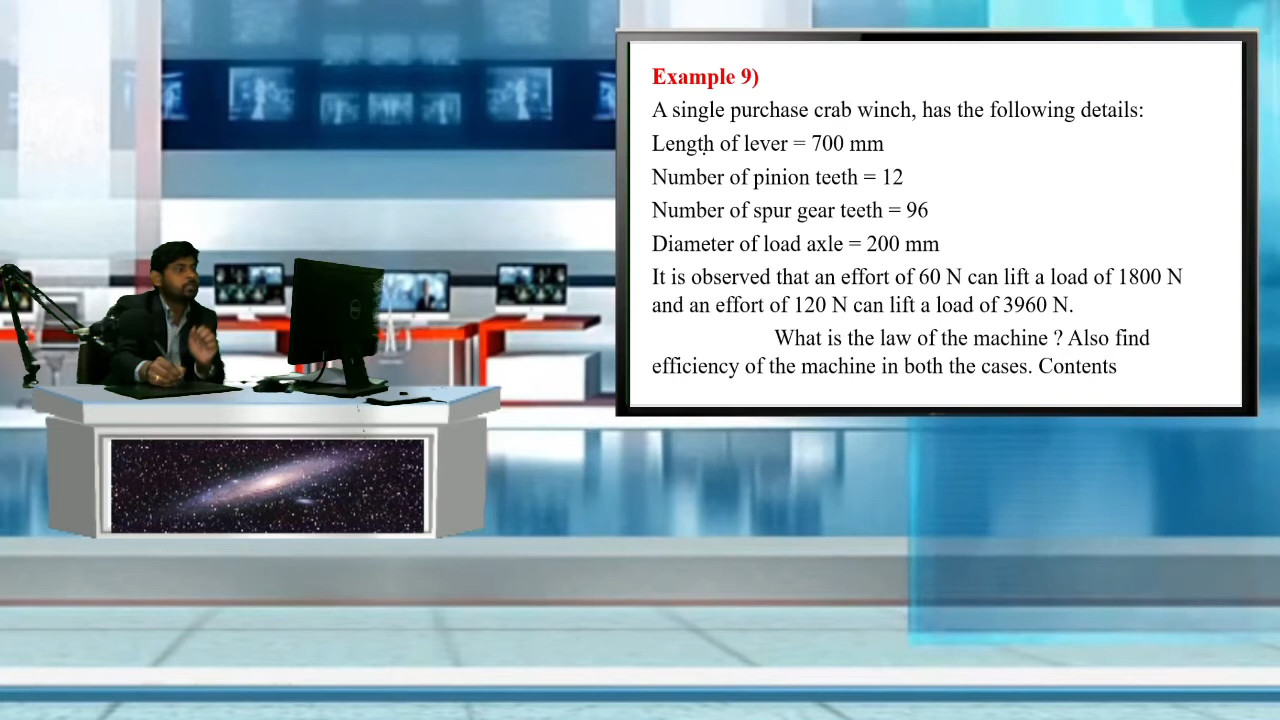 Example 9)
A single purchase crab winch, has the following details:
Length of lever = 700 mm
Number of pinion teeth = 12
Number of spur gear teeth = 96
Diameter of load axle = 200 mm
It is observed that an effort of 60 N can lift a load of 1800 N
and an effort of 120 N can lift a load of 3960 N.
What is the law of the machine ? Also find
efficiency of the machine in both the cases. Contents